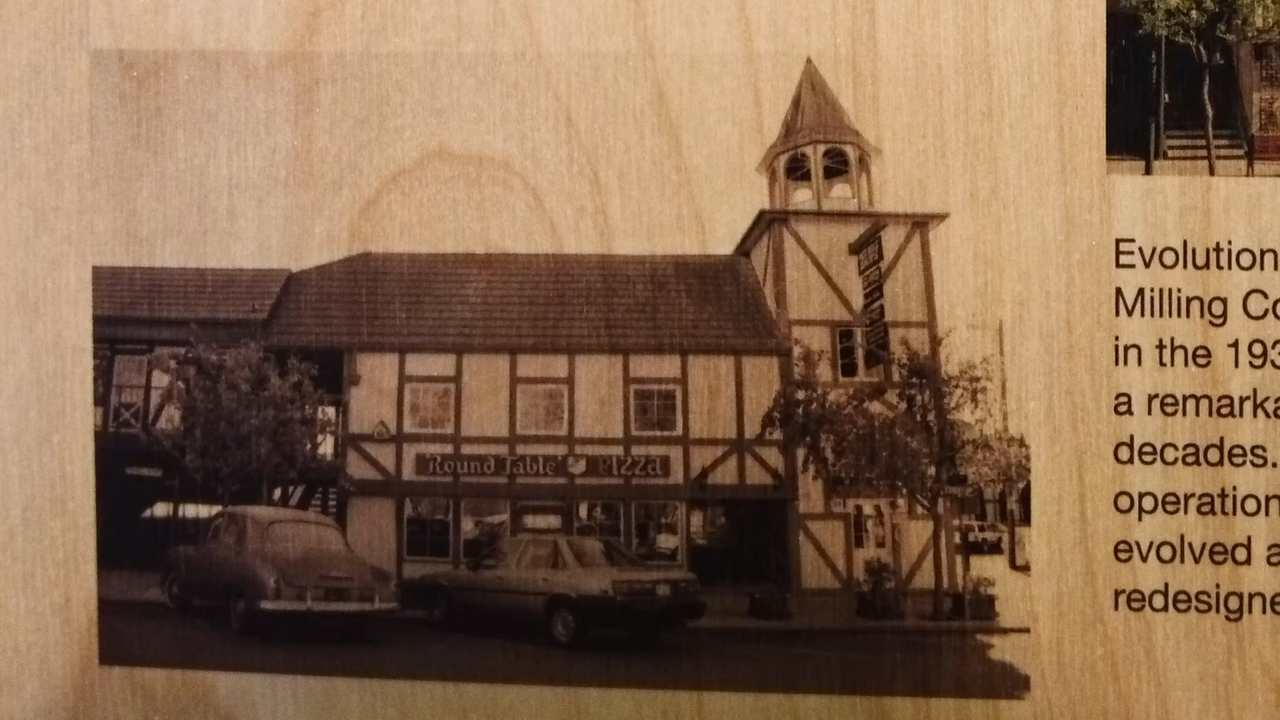 Round Table Pizza
Evolution
Milling Co
in the 193
a remarka
decades.
operation
evolved a
redesigne